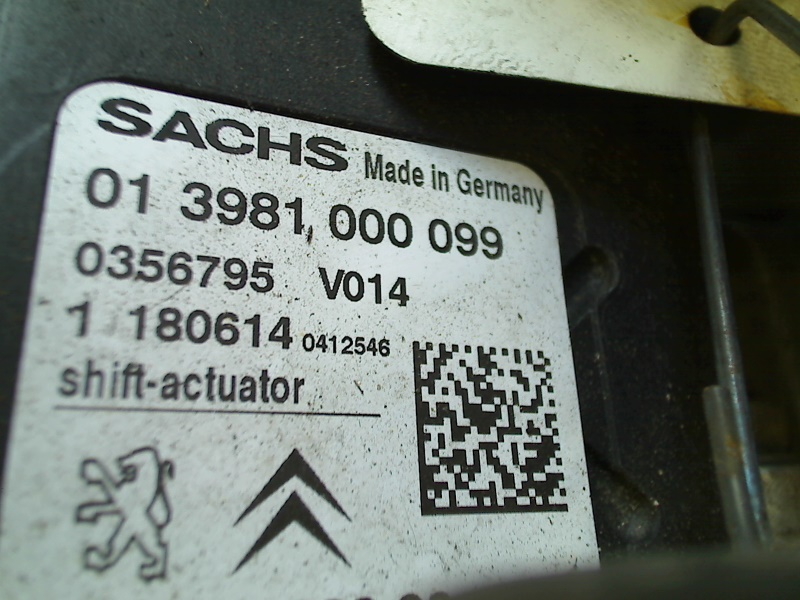 SACHS Made in Germany
01 3981 000 099
0356795 V014
1 180614 0412546
shift-actuator